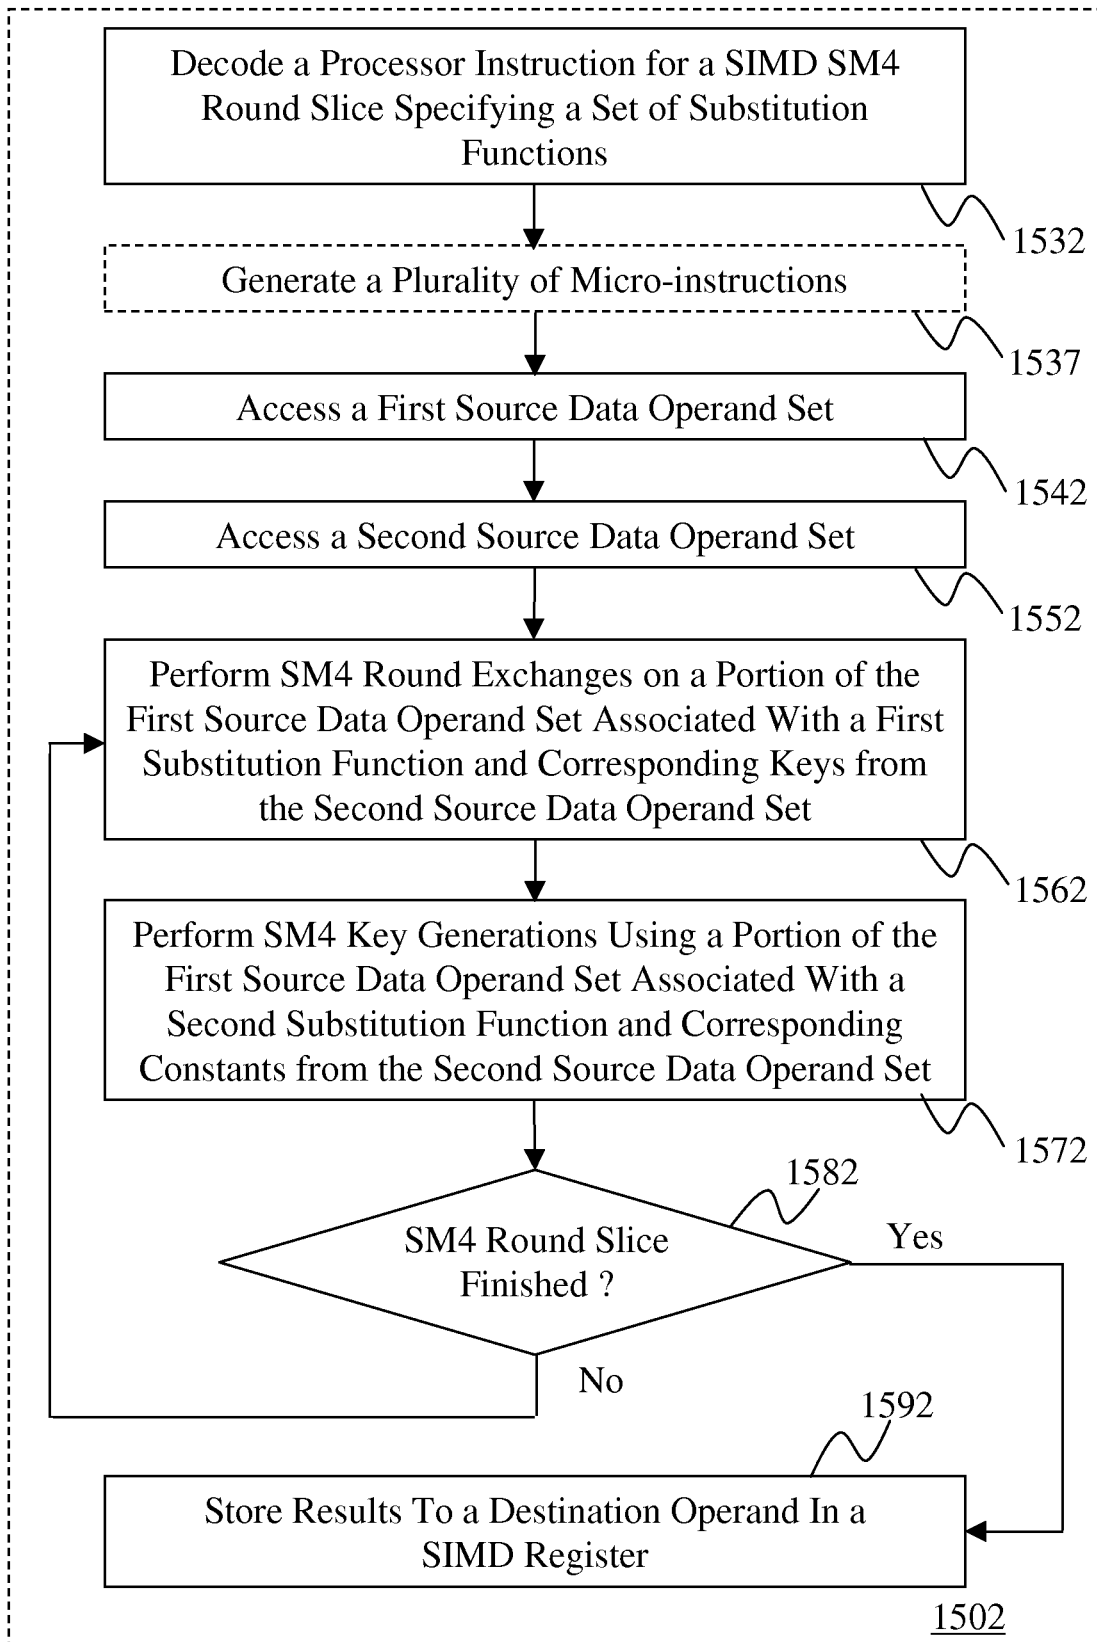 Decode a Processor Instruction for a SIMD SM4
Round Slice Specifying a Set of Substitution
Functions
1532
Generate a Plurality of Micro-instructions
1537
Access a First Source Data Operand Set
1542
Access a Second Source Data Operand Set
1552
Perform SM4 Round Exchanges on a Portion of the
First Source Data Operand Set Associated With a First
Substitution Function and Corresponding Keys from
the Second Source Data Operand Set
1562
Perform SM4 Key Generations Using a Portion of the
First Source Data Operand Set Associated With a
Second Substitution Function and Corresponding
Constants from the Second Source Data Operand Set
1572
1582
SM4 Round Slice
Finished ?
Yes
No
1592
Store Results To a Destination Operand In a
SIMD Register
1502